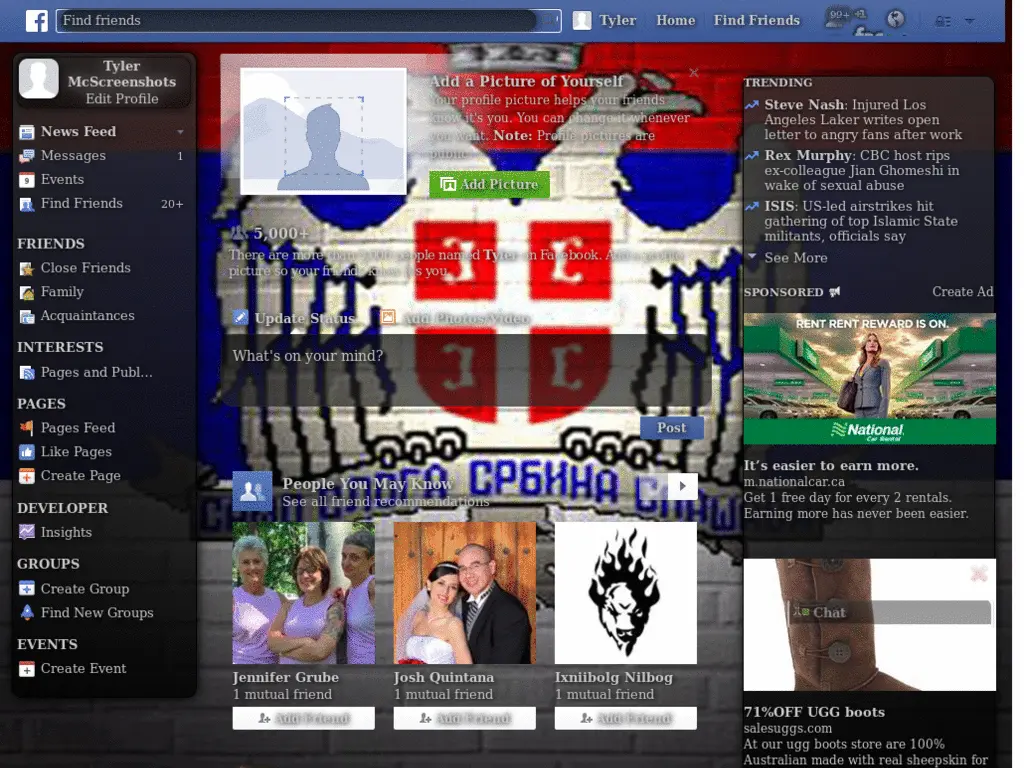 Find friends
Tyler
Home
Find Friends
99+
Tyler
McScreenshots
Edit Profile
News Feed
Messages 1
Events
Find Friends 20+
FRIENDS
Close Friends
Family
Acquaintances
INTERESTS
Pages and Publ...
PAGES
Pages Feed
Like Pages
Create Page
DEVELOPER
Insights
GROUPS
Create Group
Find New Groups
EVENTS
Create Event
Add a Picture of Yourself
Your profile picture helps your friends
know it's you. You can change it whenever
you want. Note: Profile pictures are
public.
Add Picture
5,000+
There are more than 5,000 people named Tyler on Facebook. Add a profile
picture so your friends know it's you.
Update Status
Add Photos/Video
What's on your mind?
Post
СРБИНА
People You May Know
See all friend recommendations
Jennifer Grube
1 mutual friend
Add Friend
Josh Quintana
1 mutual friend
Add Friend
Ixniibolg Nilbog
1 mutual friend
Add Friend
TRENDING
Steve Nash: Injured Los
Angeles Laker writes open
letter to angry fans after work
Rex Murphy: CBC host rips
ex-colleague Jian Ghomeshi in
wake of sexual abuse
ISIS: US-led airstrikes hit
gathering of top Islamic State
militants, officials say
See More
SPONSORED
Create Ad
RENT RENT REWARD IS ON.
National.
Car Rental
It's easier to earn more.
m.nationalcar.ca
Get 1 free day for every 2 rentals.
Earning more has never been easier.
Chat
71%OFF UGG boots
salesuggs.com
At our ugg boots store are 100%
Australian made with real sheepskin for